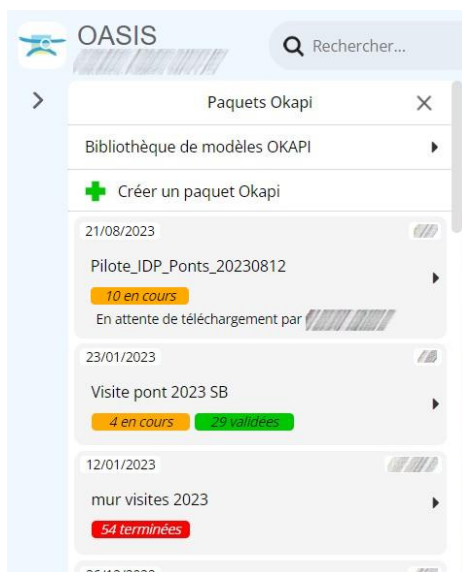 OASIS
Rechercher...
Paquets Okapi
Bibliothèque de modèles OKAPI
Créer un paquet Okapi
21/08/2023
Pilote_IDP_Ponts_20230812
10 en cours
En attente de téléchargement par
23/01/2023
Visite pont 2023 SB
4 en cours 29 validées
12/01/2023
mur visites 2023
54 terminées